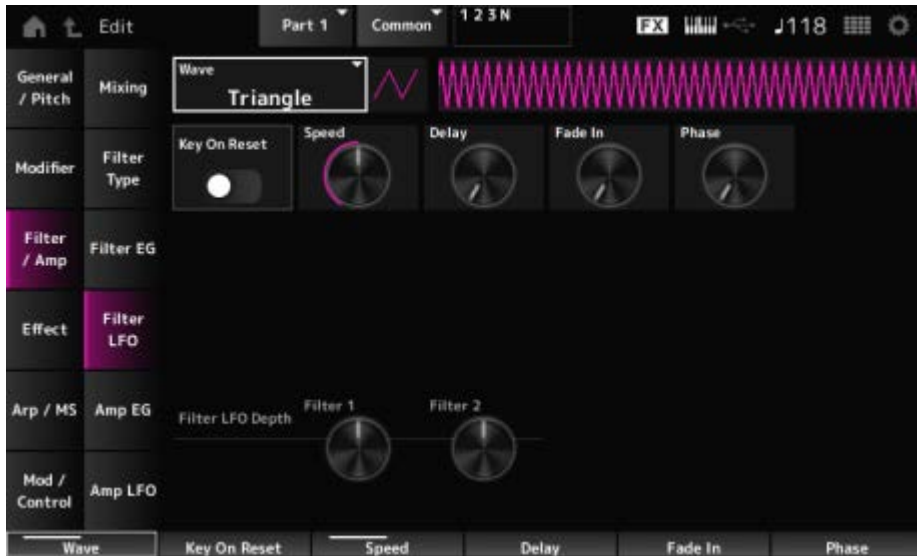 Edit
Part 1
Common
1 2 3 N
FX
♩118
General / Pitch
Mixing
Wave
Triangle
Modifier
Filter Type
Key On Reset
Speed
Delay
Fade In
Phase
Filter / Amp
Filter EG
Effect
Filter LFO
Arp / MS
Amp EG
Filter LFO Depth
Filter 1
Filter 2
Mod / Control
Amp LFO
Wave
Key On Reset
Speed
Delay
Fade In
Phase